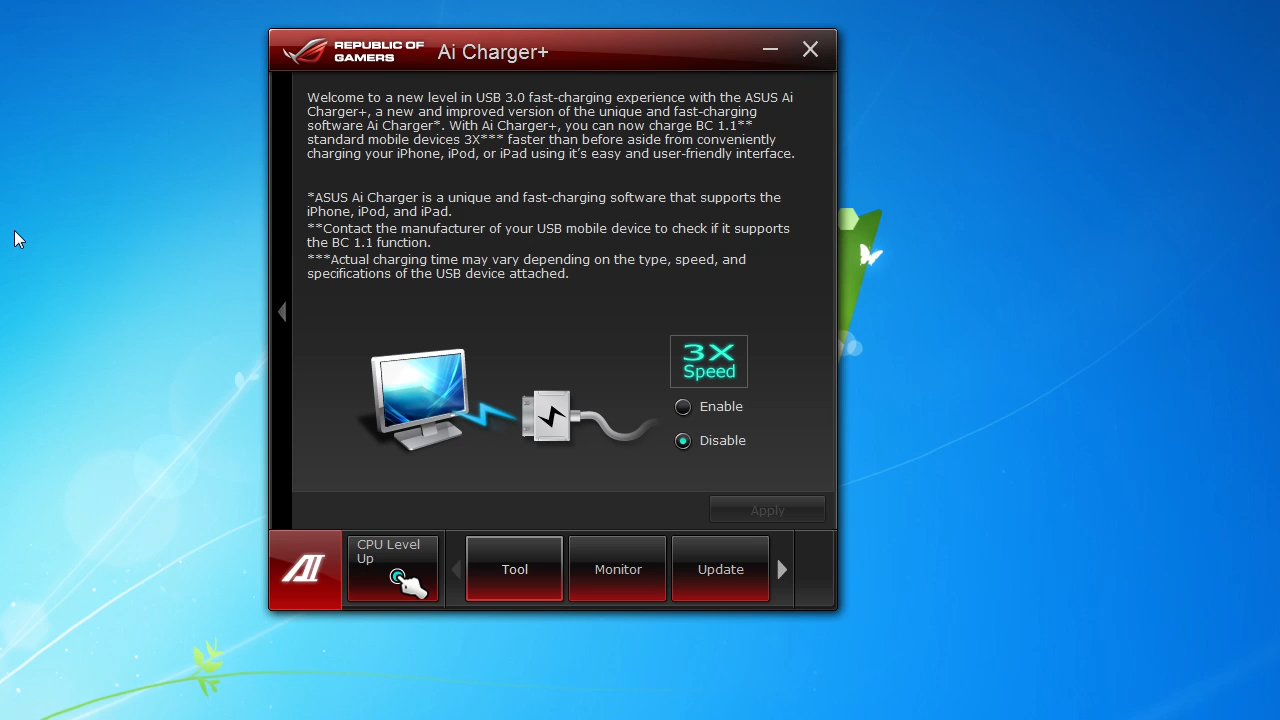 REPUBLIC OF
GAMERS
Ai Charger+
Welcome to a new level in USB 3.0 fast-charging experience with the ASUS Ai
Charger+, a new and improved version of the unique and fast-charging
software Ai Charger*. With Ai Charger+, you can now charge BC 1.1**
standard mobile devices 3X*** faster than before aside from conveniently
charging your iPhone, iPod, or iPad using it's easy and user-friendly interface.
*ASUS Ai Charger is a unique and fast-charging software that supports the
iPhone, iPod, and iPad.
**Contact the manufacturer of your USB mobile device to check if it supports
the BC 1.1 function.
***Actual charging time may vary depending on the type, speed, and
specifications of the USB device attached.
3X
Speed
Enable
Disable
Apply
AI
CPU Level
Up
Tool
Monitor
Update